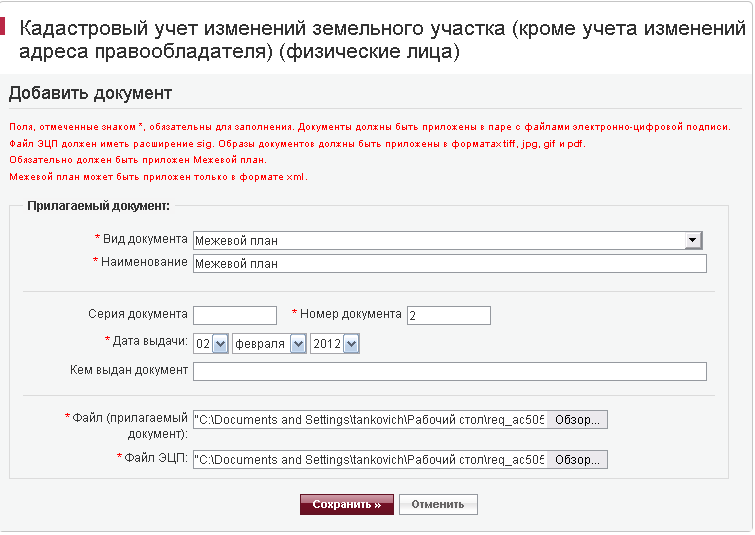 Кадастровый учет изменений земельного участка (кроме учета изменений
адреса правообладателя) (физические лица)
Добавить документ
Поля, отмеченные знаком *, обязательны для заполнения. Документы должны быть приложены в паре с файлами электронно-цифровой подписи.
Файл ЭЦП должен иметь расширение sig. Образы документов должны быть приложены в форматах tiff, jpg, gif и pdf.
Обязательно должен быть приложен Межевой план.
Межевой план может быть приложен только в формате xml.
Прилагаемый документ:
* Вид документа Межевой план
* Наименование Межевой план
Серия документа * Номер документа 2
* Дата выдачи: 02 февраля 2012
Кем выдан документ
* Файл (прилагаемый документ): "C:\Documents and Settings\tankovich\Рабочий стол\req_ac505 Обзор...
* Файл ЭЦП: "C:\Documents and Settings\tankovich\Рабочий стол\req_ac505 Обзор...
Сохранить » Отменить